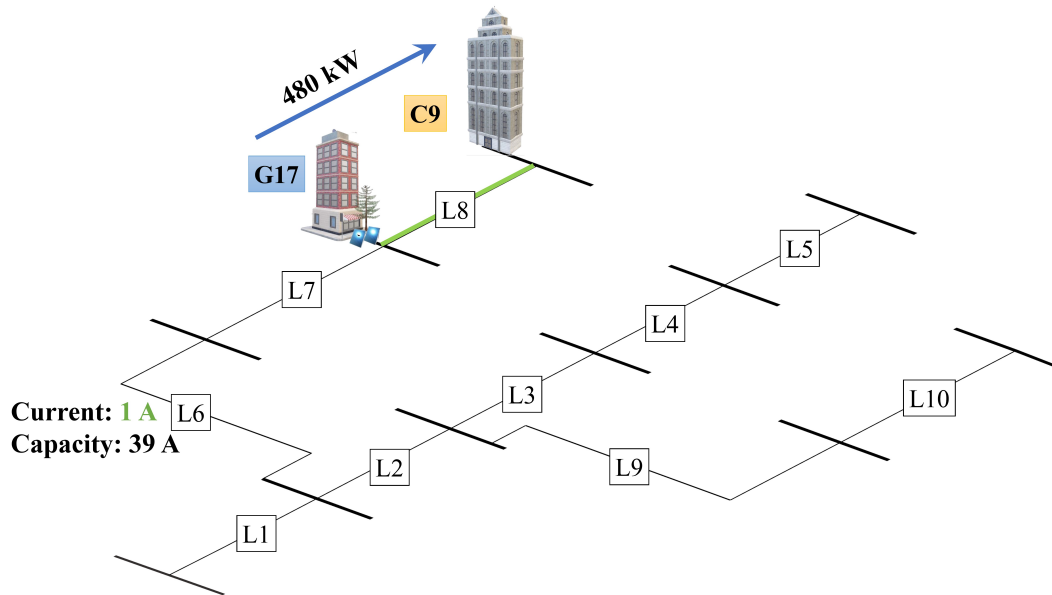 480 kW
C9
G17
L8
L5
L7
L4
L3
L10
Current: 1 A
L6
Capacity: 39 A
L2
L9
L1